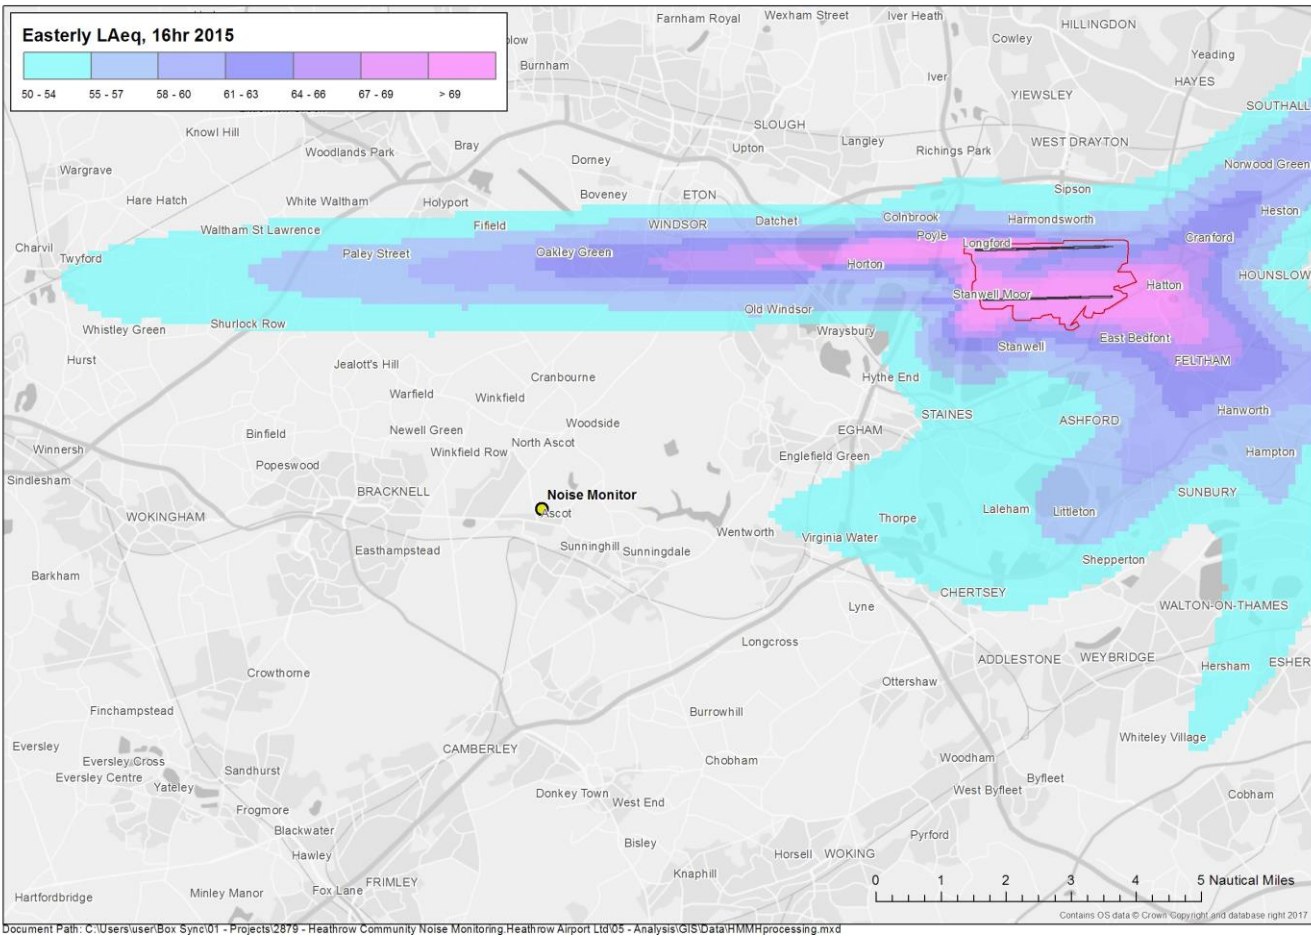 Easterly LAeq, 16hr 2015
50 - 54 55 - 57 58 - 60 61 - 63 64 - 66 67 - 69 > 69
Farnham Royal
Wexham Street
Iver Heath
HILLINGDON
Cowley
Yeading
Burnham
Iver
HAYES
YIEWSLEY
SOUTHALL
Knowl Hill
SLOUGH
Upton
Langley
Richings Park
WEST DRAYTON
Woodlands Park
Bray
Dorney
Norwood Green
Wargrave
Hare Hatch
White Waltham
Holyport
Boveney
ETON
Sipson
Heston
Charvil
Waltham St Lawrence
Fifield
WINDSOR
Datchet
Colnbrook
Harmondsworth
Poyle
Longford
Cranford
Twyford
Paley Street
Oakley Green
Horton
HOUNSLOW
Stanwell Moor
Hatton
Whistley Green
Shurlock Row
Old Windsor
Wraysbury
Stanwell
East Bedfont
Hurst
Jealott's Hill
FELTHAM
Cranbourne
Hythe End
Warfield
Winkfield
STAINES
ASHFORD
Hanworth
Binfield
Newell Green
Woodside
EGHAM
Winnersh
North Ascot
Winkfield Row
Englefield Green
Hampton
Sindlesham
Popeswood
BRACKNELL
Noise Monitor
Ascot
SUNBURY
WOKINGHAM
Laleham
Littleton
Thorpe
Easthampstead
Sunninghill
Sunningdale
Wentworth
Virginia Water
Shepperton
Barkham
CHERTSEY
WALTON-ON-THAMES
Lyne
Longcross
ADDLESTONE
WEYBRIDGE
Hersham
ESHER
Crowthorne
Ottershaw
Finchampstead
Burrowhill
Whiteley Village
Eversley
CAMBERLEY
Eversley Cross
Eversley Centre
Sandhurst
Chobham
Woodham
Yateley
Byfleet
West Byfleet
Donkey Town
West End
Cobham
Frogmore
Blackwater
Bisley
Pyrford
Hawley
Horsell
WOKING
Knaphill
Hartfordbridge
Minley Manor
Fox Lane
FRIMLEY
0 1 2 3 4 5 Nautical Miles
Contains OS data © Crown Copyright and database right 2017
Document Path: C:\Users\user\Box Sync\01 - Projects\2879 - Heathrow Community Noise Monitoring.Heathrow Airport Ltd\05 - Analysis\GIS\Data\HMMHprocessing.mxd